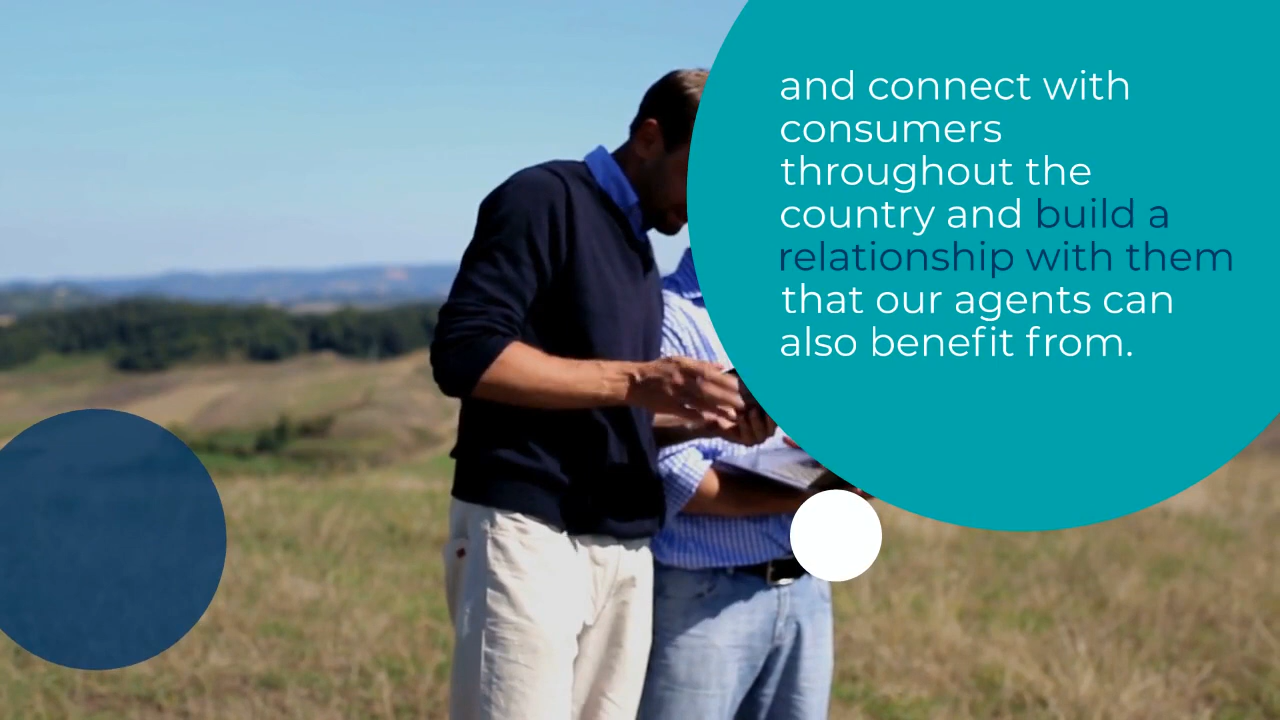 and connect with
consumers
throughout the
country and build a
relationship with them
that our agents can
also benefit from.